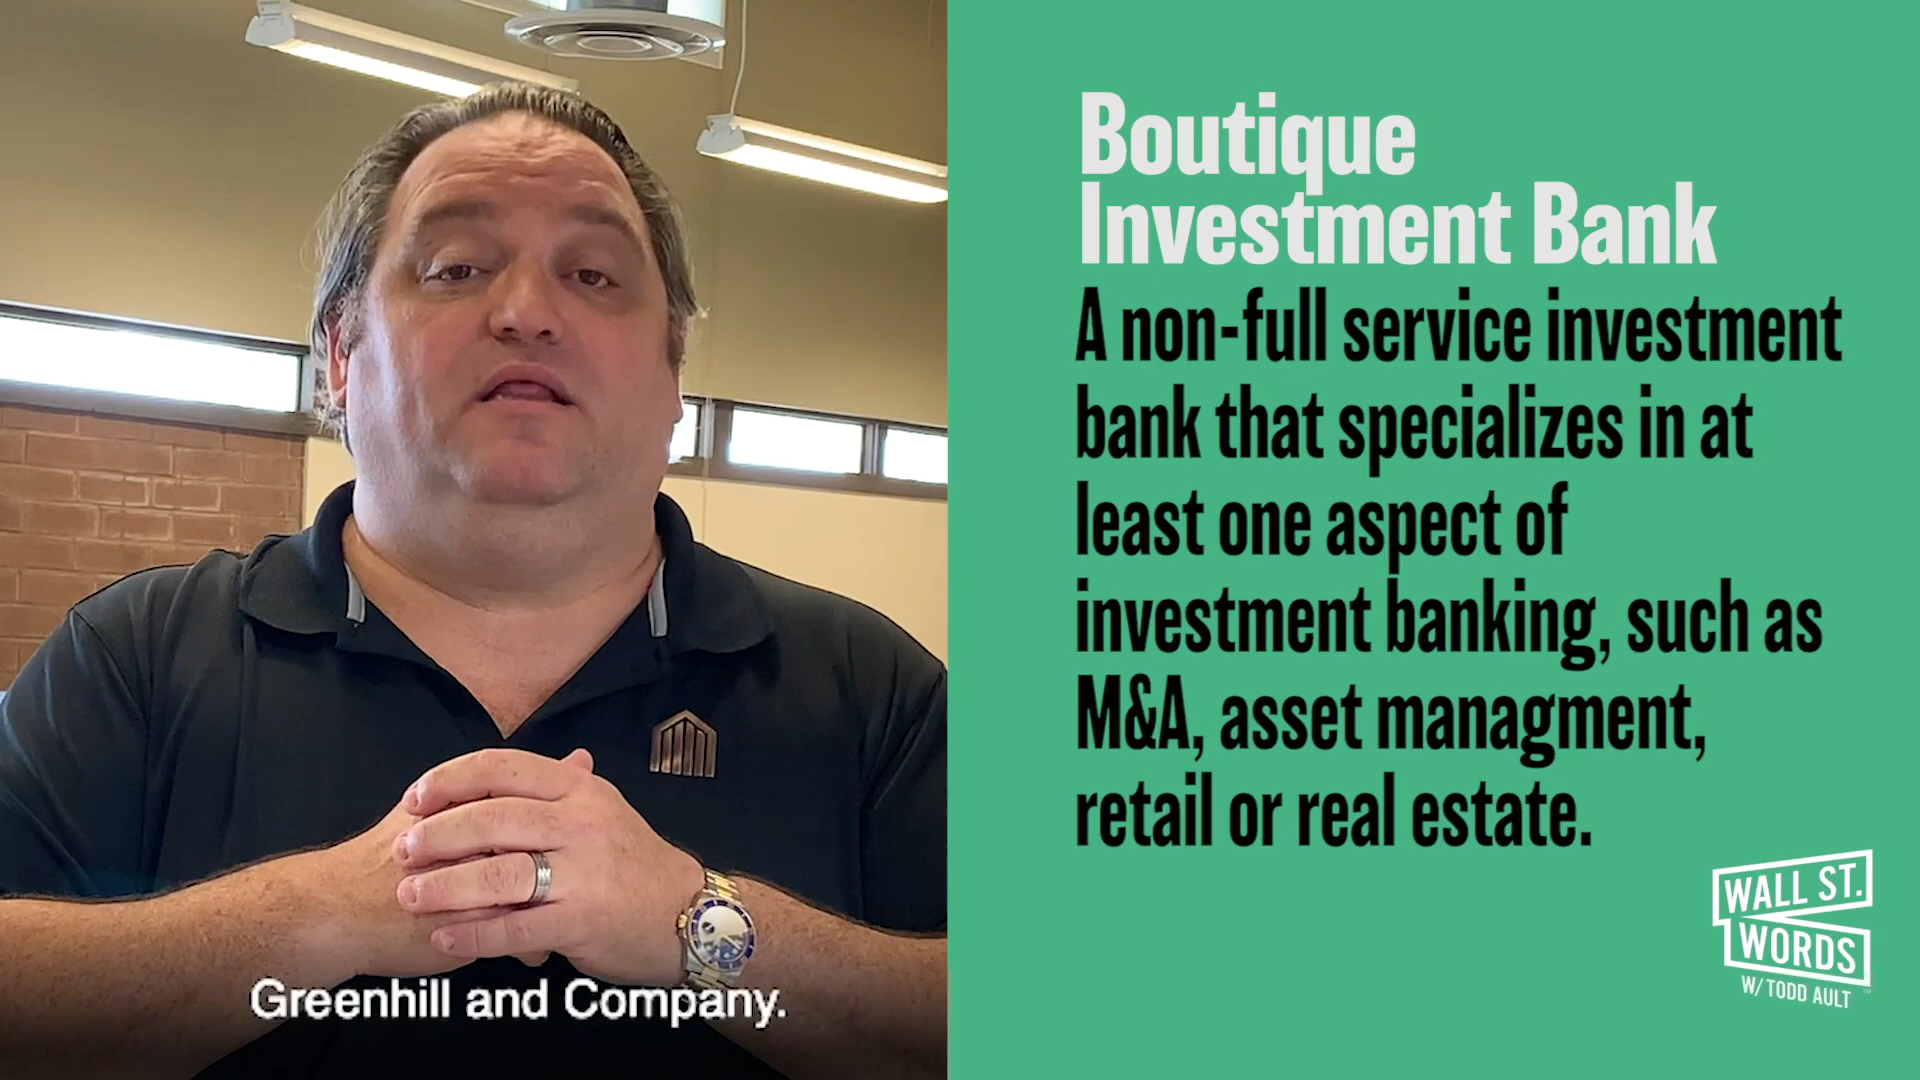 Boutique
Investment Bank
A non-full service investment
bank that specializes in at
least one aspect of
investment banking, such as
M&A, asset managment,
retail or real estate.
WALL ST.
WORDS
W/ TODD AULT
TM
Greenhill and Company.